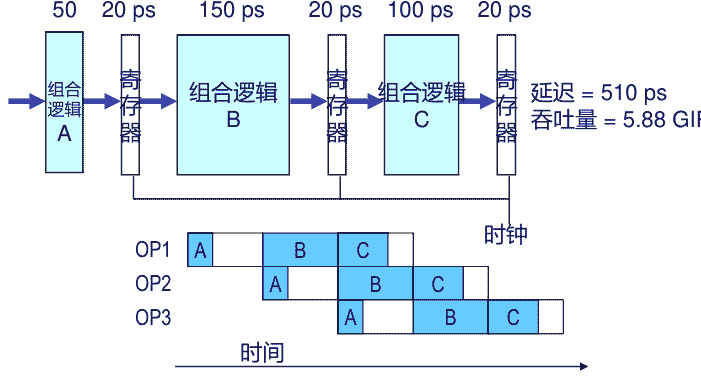 50 20 ps 150 ps 20 ps 100 ps 20 ps
组合
逻辑
A
寄存器
组合逻辑
B
寄存器
组合逻辑
C
寄存器
延迟 = 510 ps
吞吐量 = 5.88 GI
时钟
OP1 A B C
OP2 A B C
OP3 A B C
时间